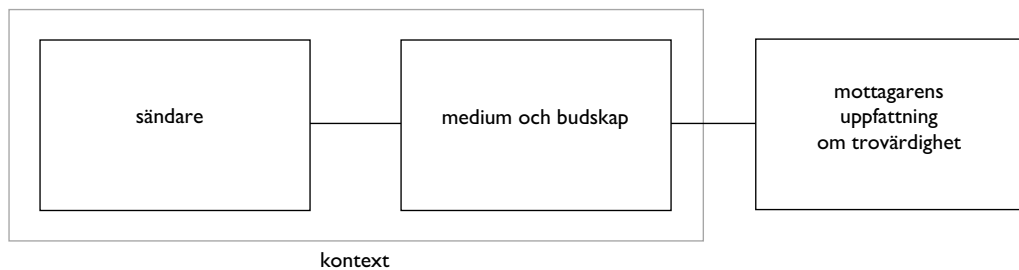 sändare
medium och budskap
mottagarens
uppfattning
om trovärdighet
kontext